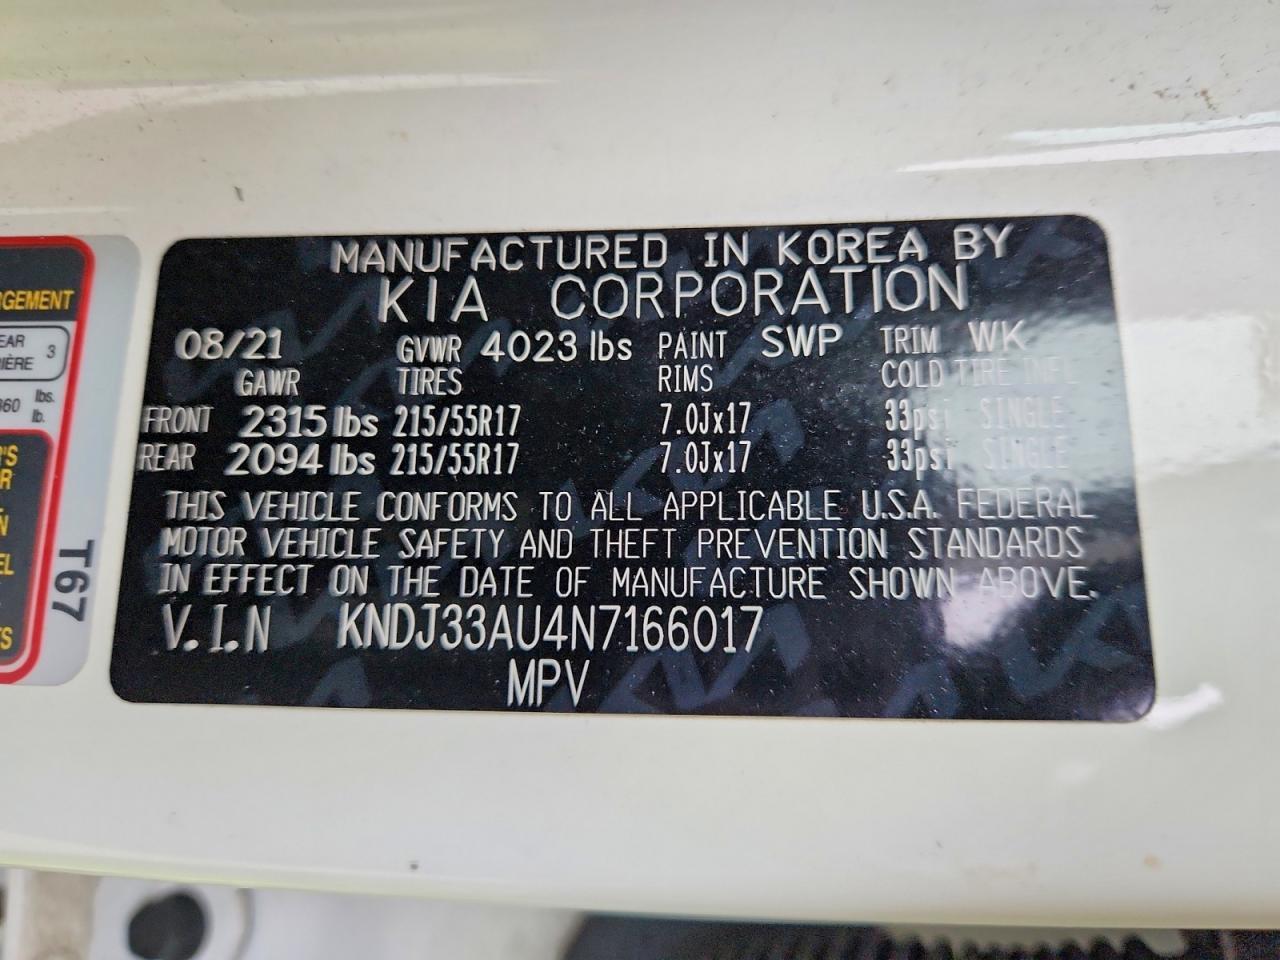 MANUFACTURED IN KOREA BY
KIA CORPORATION
08/21 GVWR 4023 lbs PAINT SWP TRIM WK
GAWR TIRES RIMS COLD TIRE INFL
FRONT 2315 lbs 215/55R17 7.0Jx17 33psi SINGLE
REAR 2094 lbs 215/55R17 7.0Jx17 33psi SINGLE
THIS VEHICLE CONFORMS TO ALL APPLICABLE U.S.A. FEDERAL
MOTOR VEHICLE SAFETY AND THEFT PREVENTION STANDARDS
IN EFFECT ON THE DATE OF MANUFACTURE SHOWN ABOVE.
V.I.N KNDJ33AU4N7166017
MPV
T67
3
lbs.
lb.